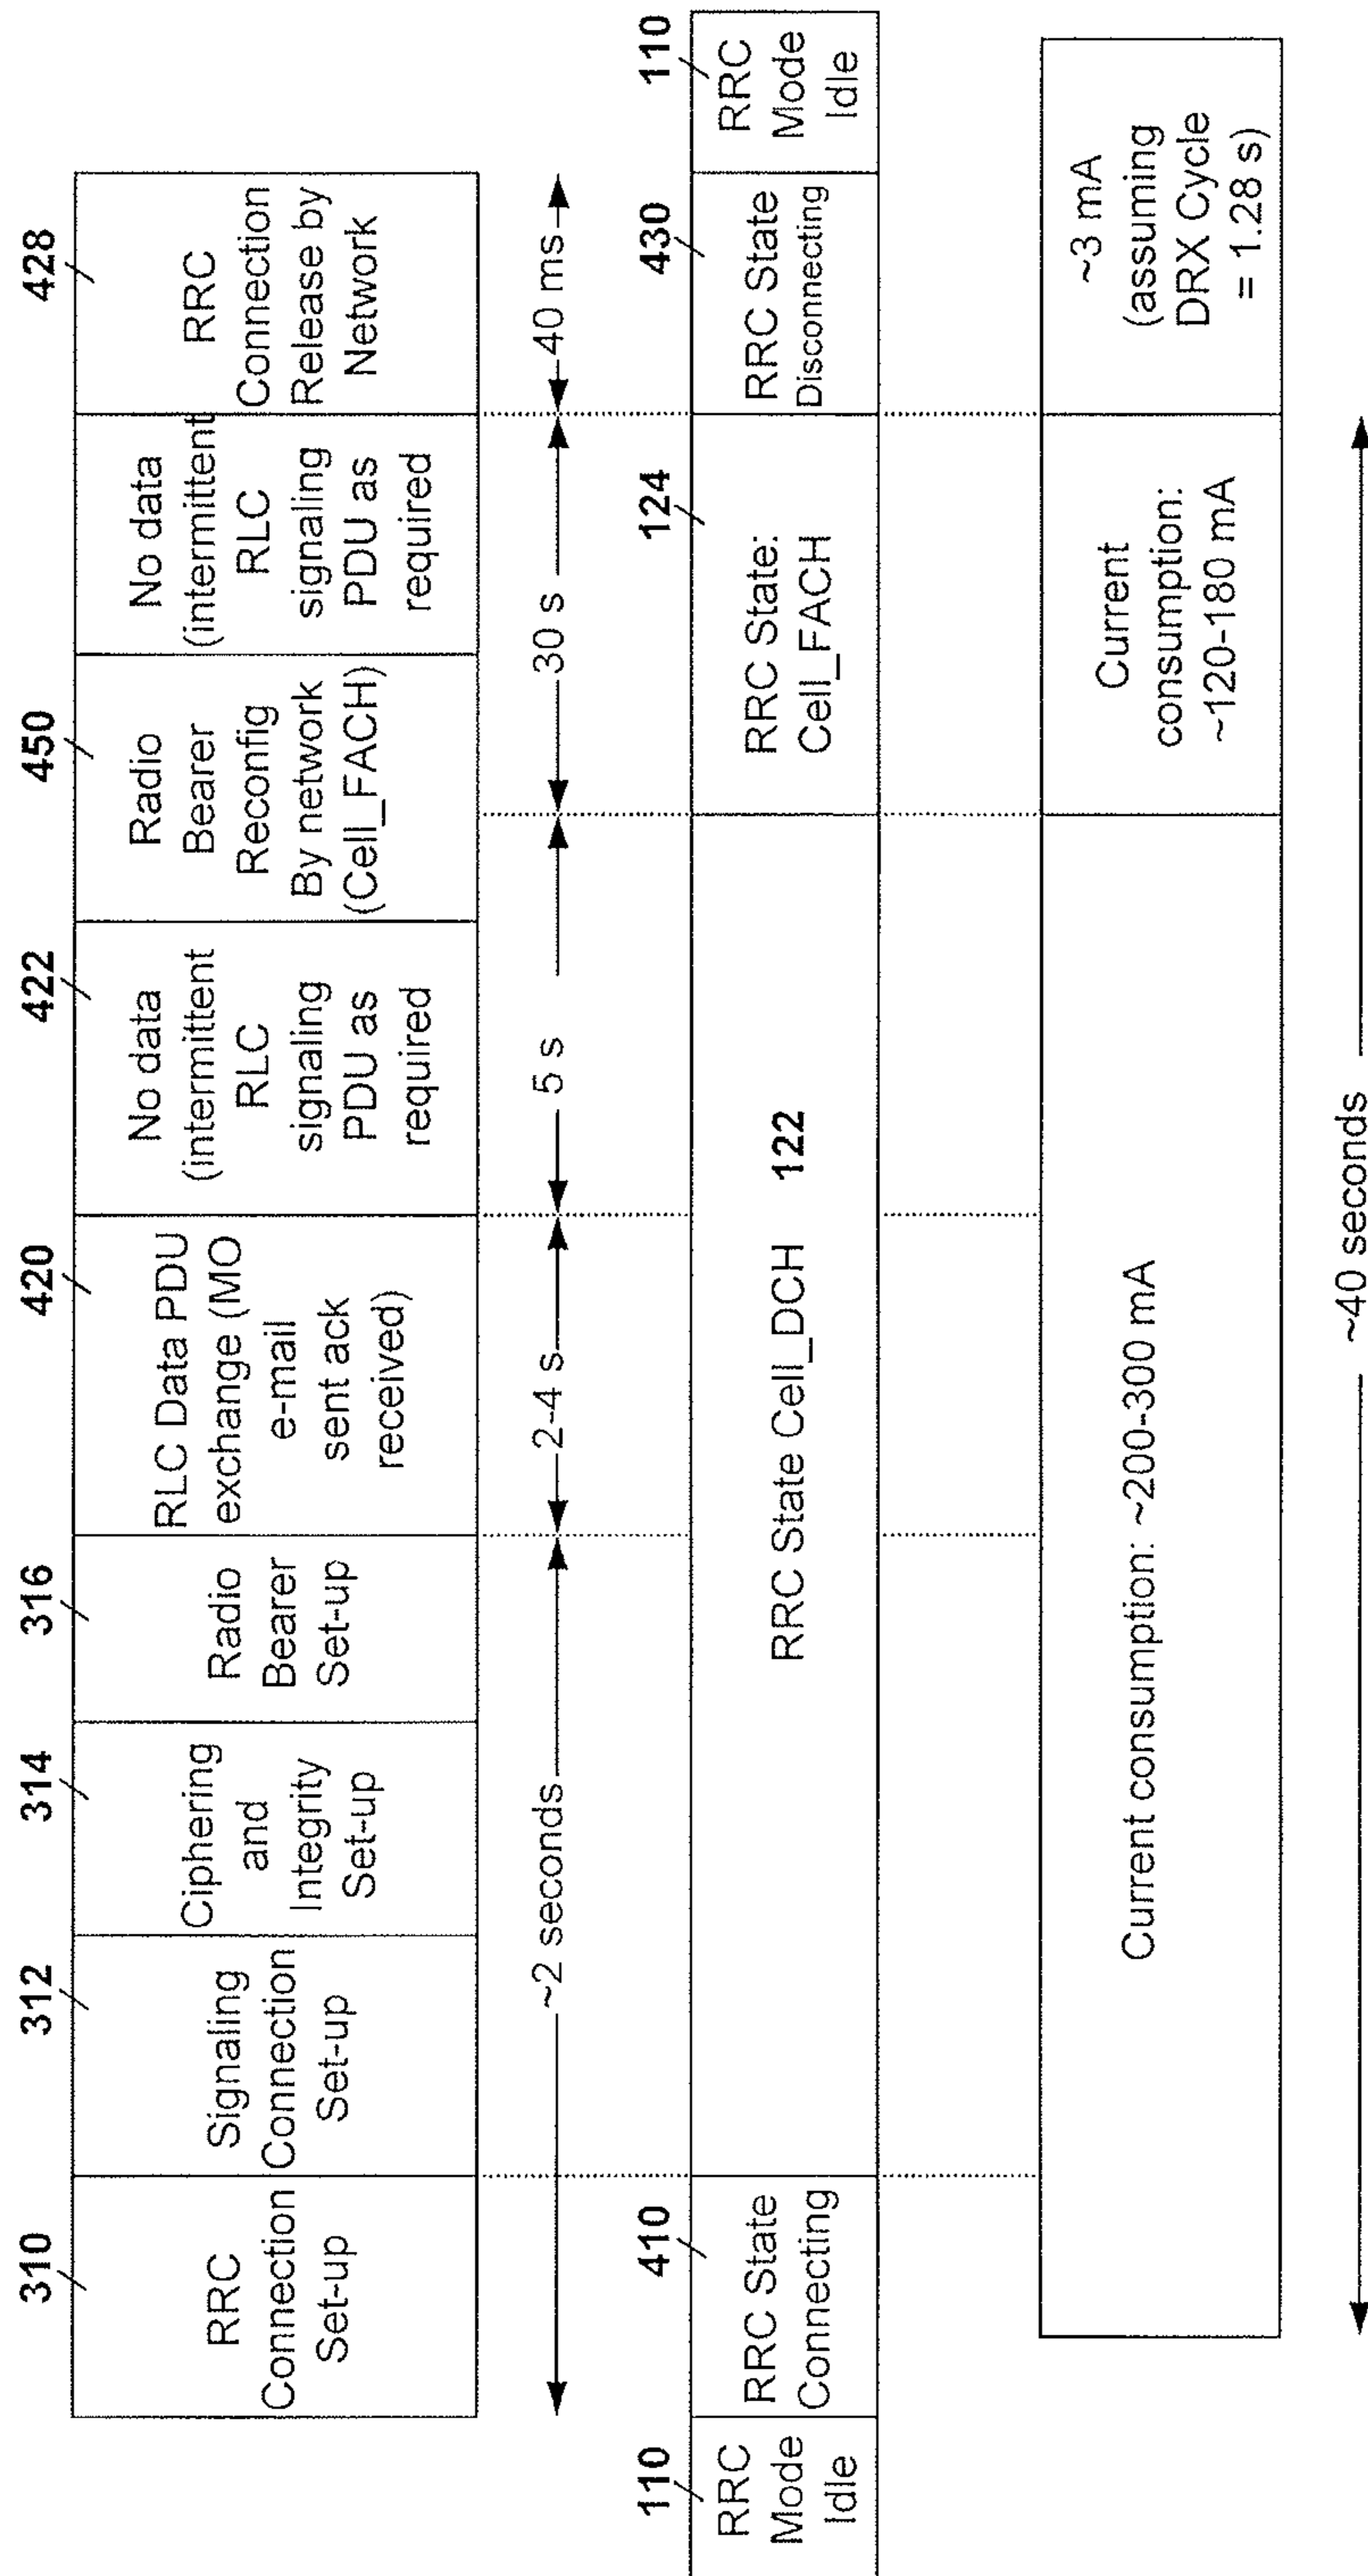 310
312
314
316
420
422
450
428
RRC
Connection
Set-up
Signaling
Connection
Set-up
Ciphering
and
Integrity
Set-up
Radio
Bearer
Set-up
RLC Data PDU
exchange (MO
e-mail
sent ack
received)
No data
(intermittent
RLC
signaling
PDU as
required
Radio
Bearer
Reconfig
By network
(Cell_FACH)
No data
(intermittent
RLC
signaling
PDU as
required
RRC
Connection
Release by
Network
~2 seconds
2-4 s
5 s
30 s
40 ms
110
410
124
430
110
RRC
Mode
Idle
RRC State
Connecting
RRC State Cell_DCH 122
RRC State:
Cell_FACH
RRC State
Disconnecting
RRC
Mode
Idle
Current consumption: ~200-300 mA
Current
consumption:
~120-180 mA
~3 mA
(assuming
DRX Cycle
= 1.28 s)
~40 seconds